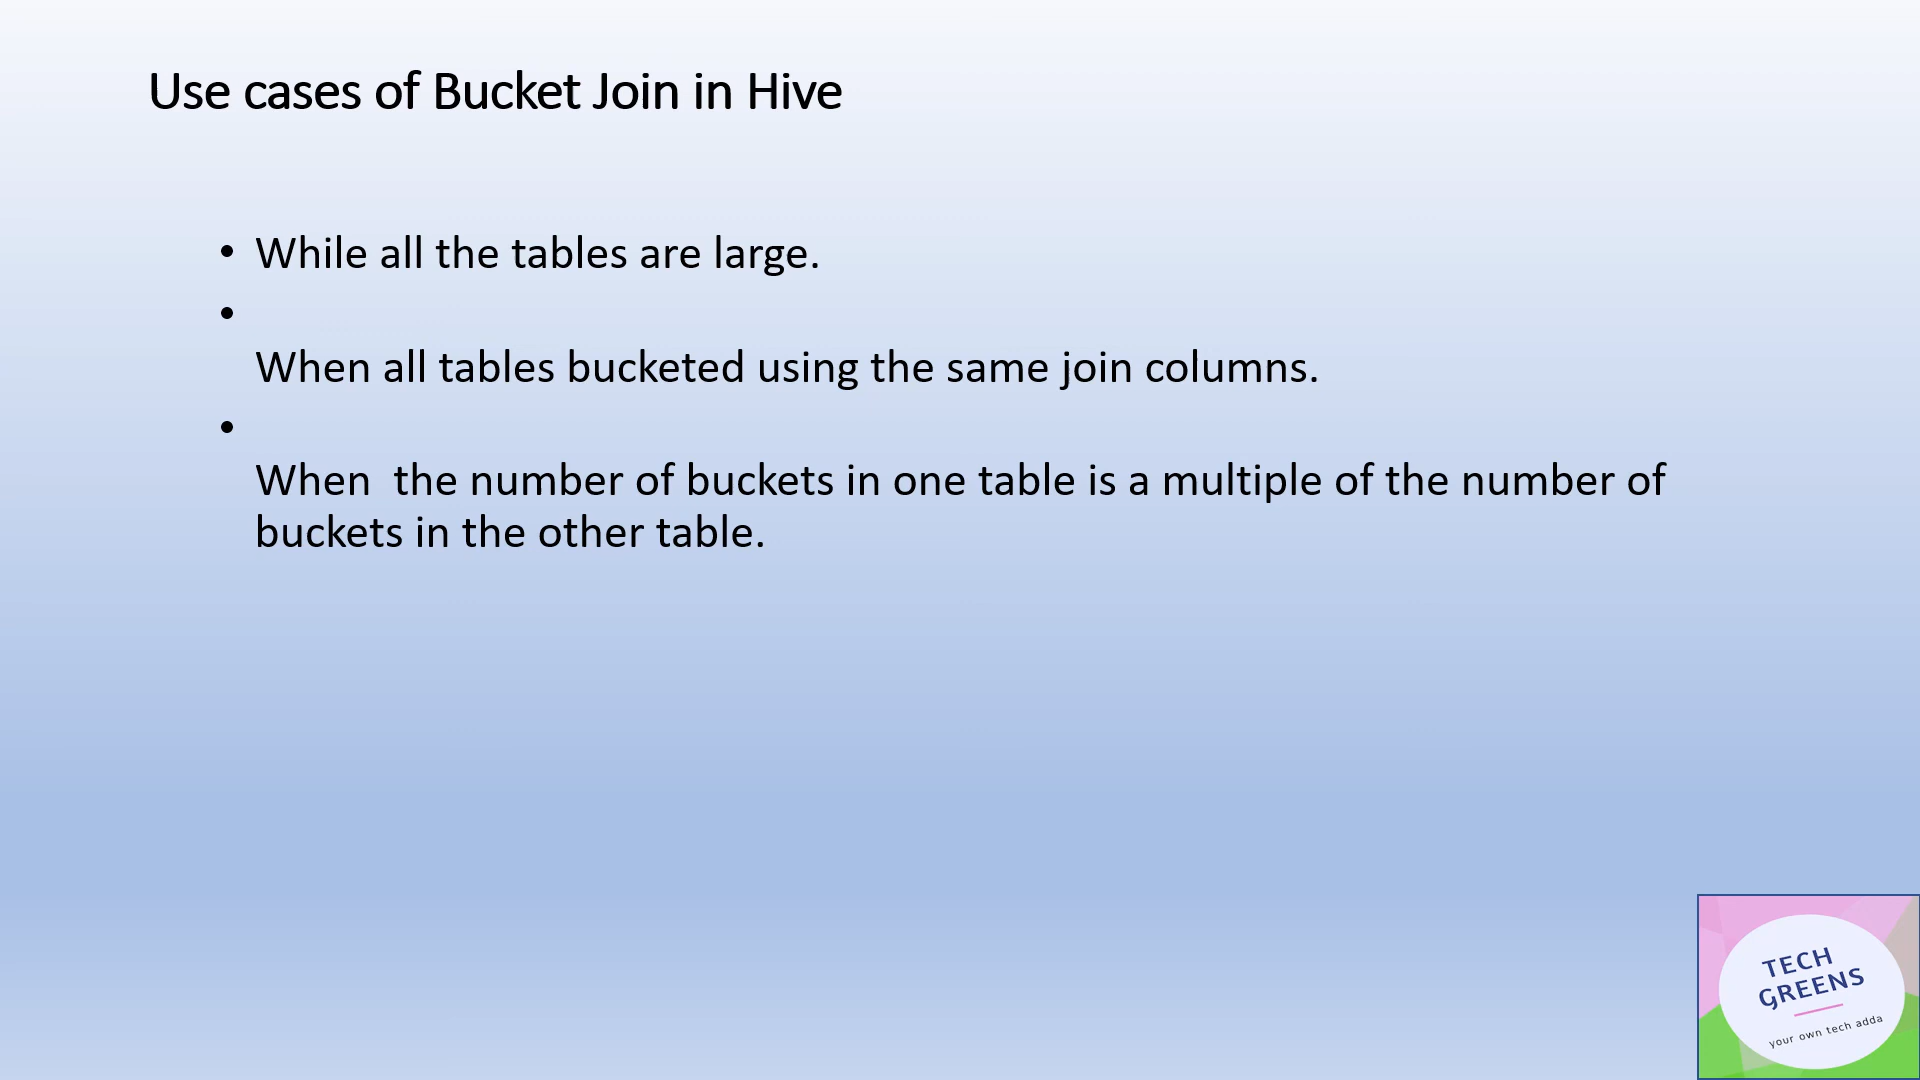 Use cases of Bucket Join in Hive
• While all the tables are large.
•
When all tables bucketed using the same join columns.
•
When  the number of buckets in one table is a multiple of the number of
buckets in the other table.
TECH
GREENS
your own tech adda